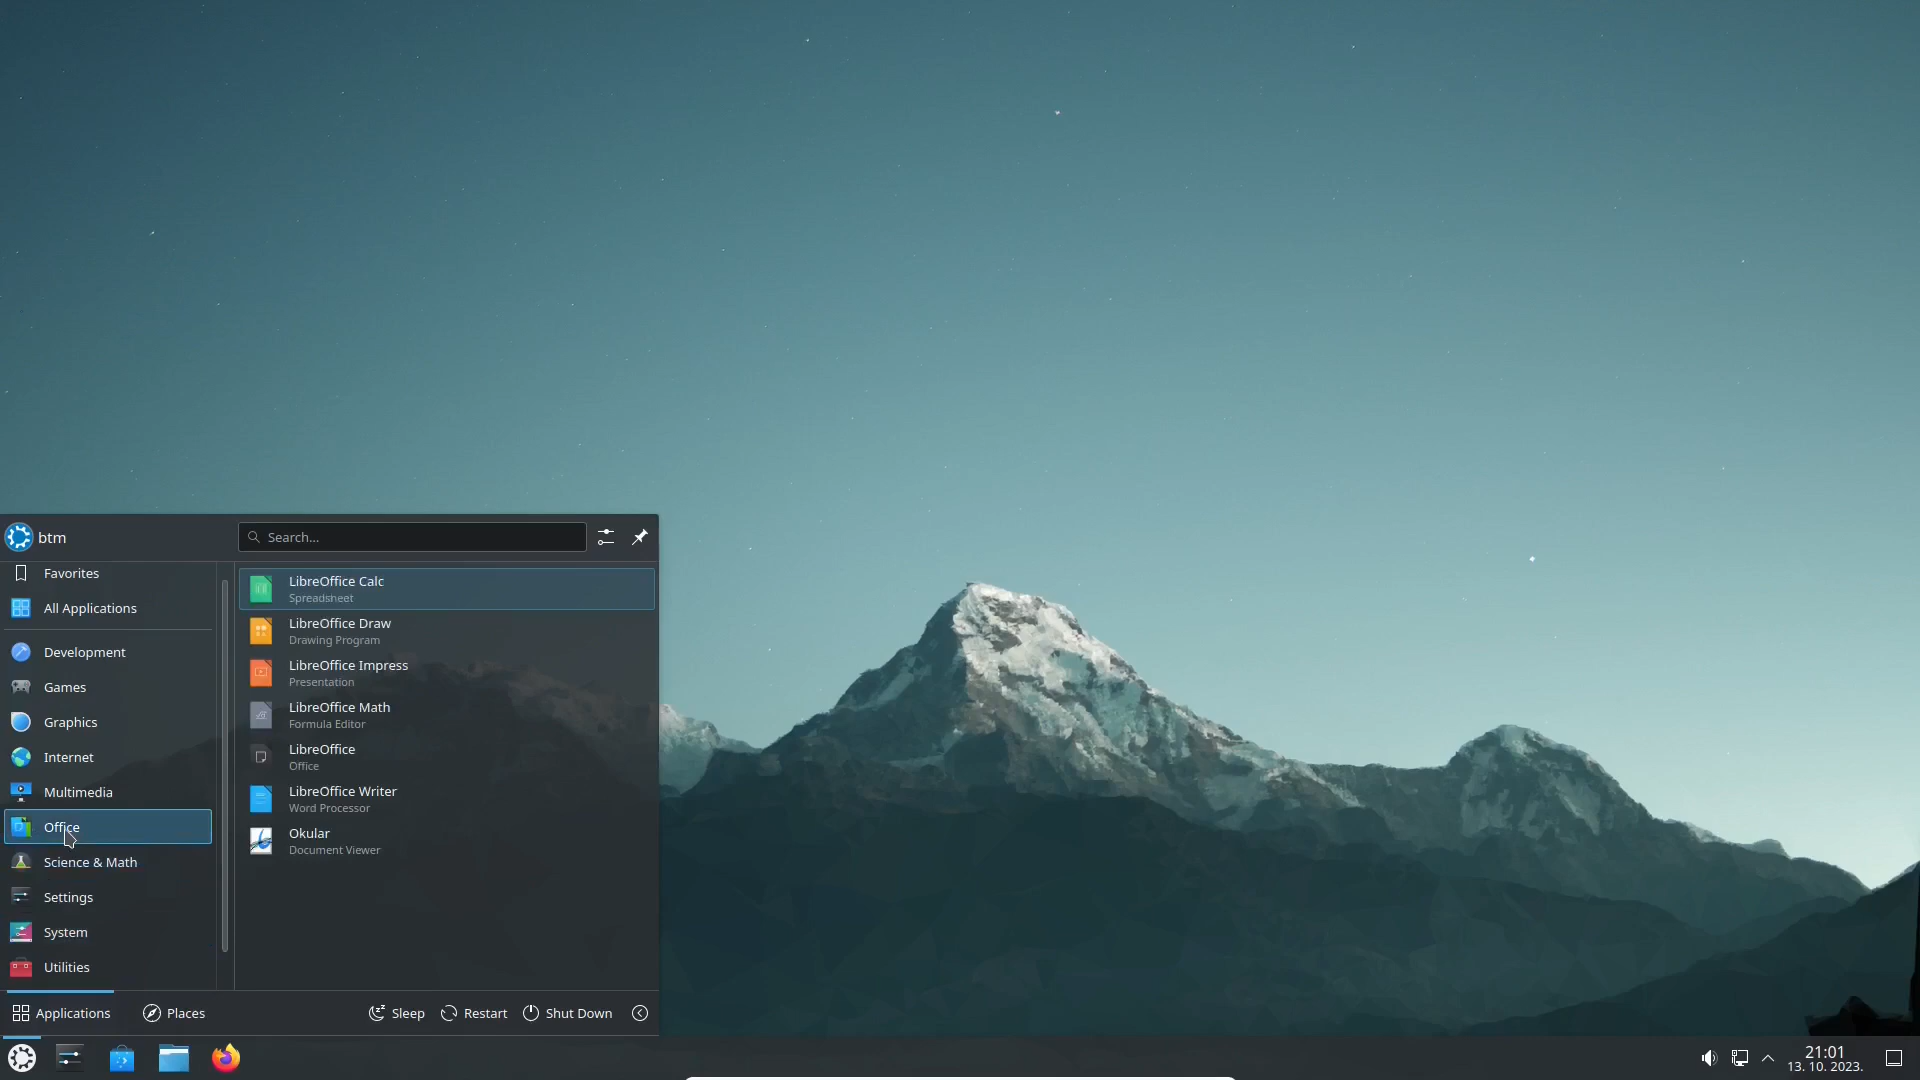 btm
Search...
Favorites
All Applications
Development
Games
Graphics
Internet
Multimedia
Office
Science & Math
Settings
System
Utilities
LibreOffice Calc
Spreadsheet
LibreOffice Draw
Drawing Program
LibreOffice Impress
Presentation
LibreOffice Math
Formula Editor
LibreOffice
Office
LibreOffice Writer
Word Processor
Okular
Document Viewer
Applications
Places
Sleep
Restart
Shut Down
21:01
13. 10. 2023.